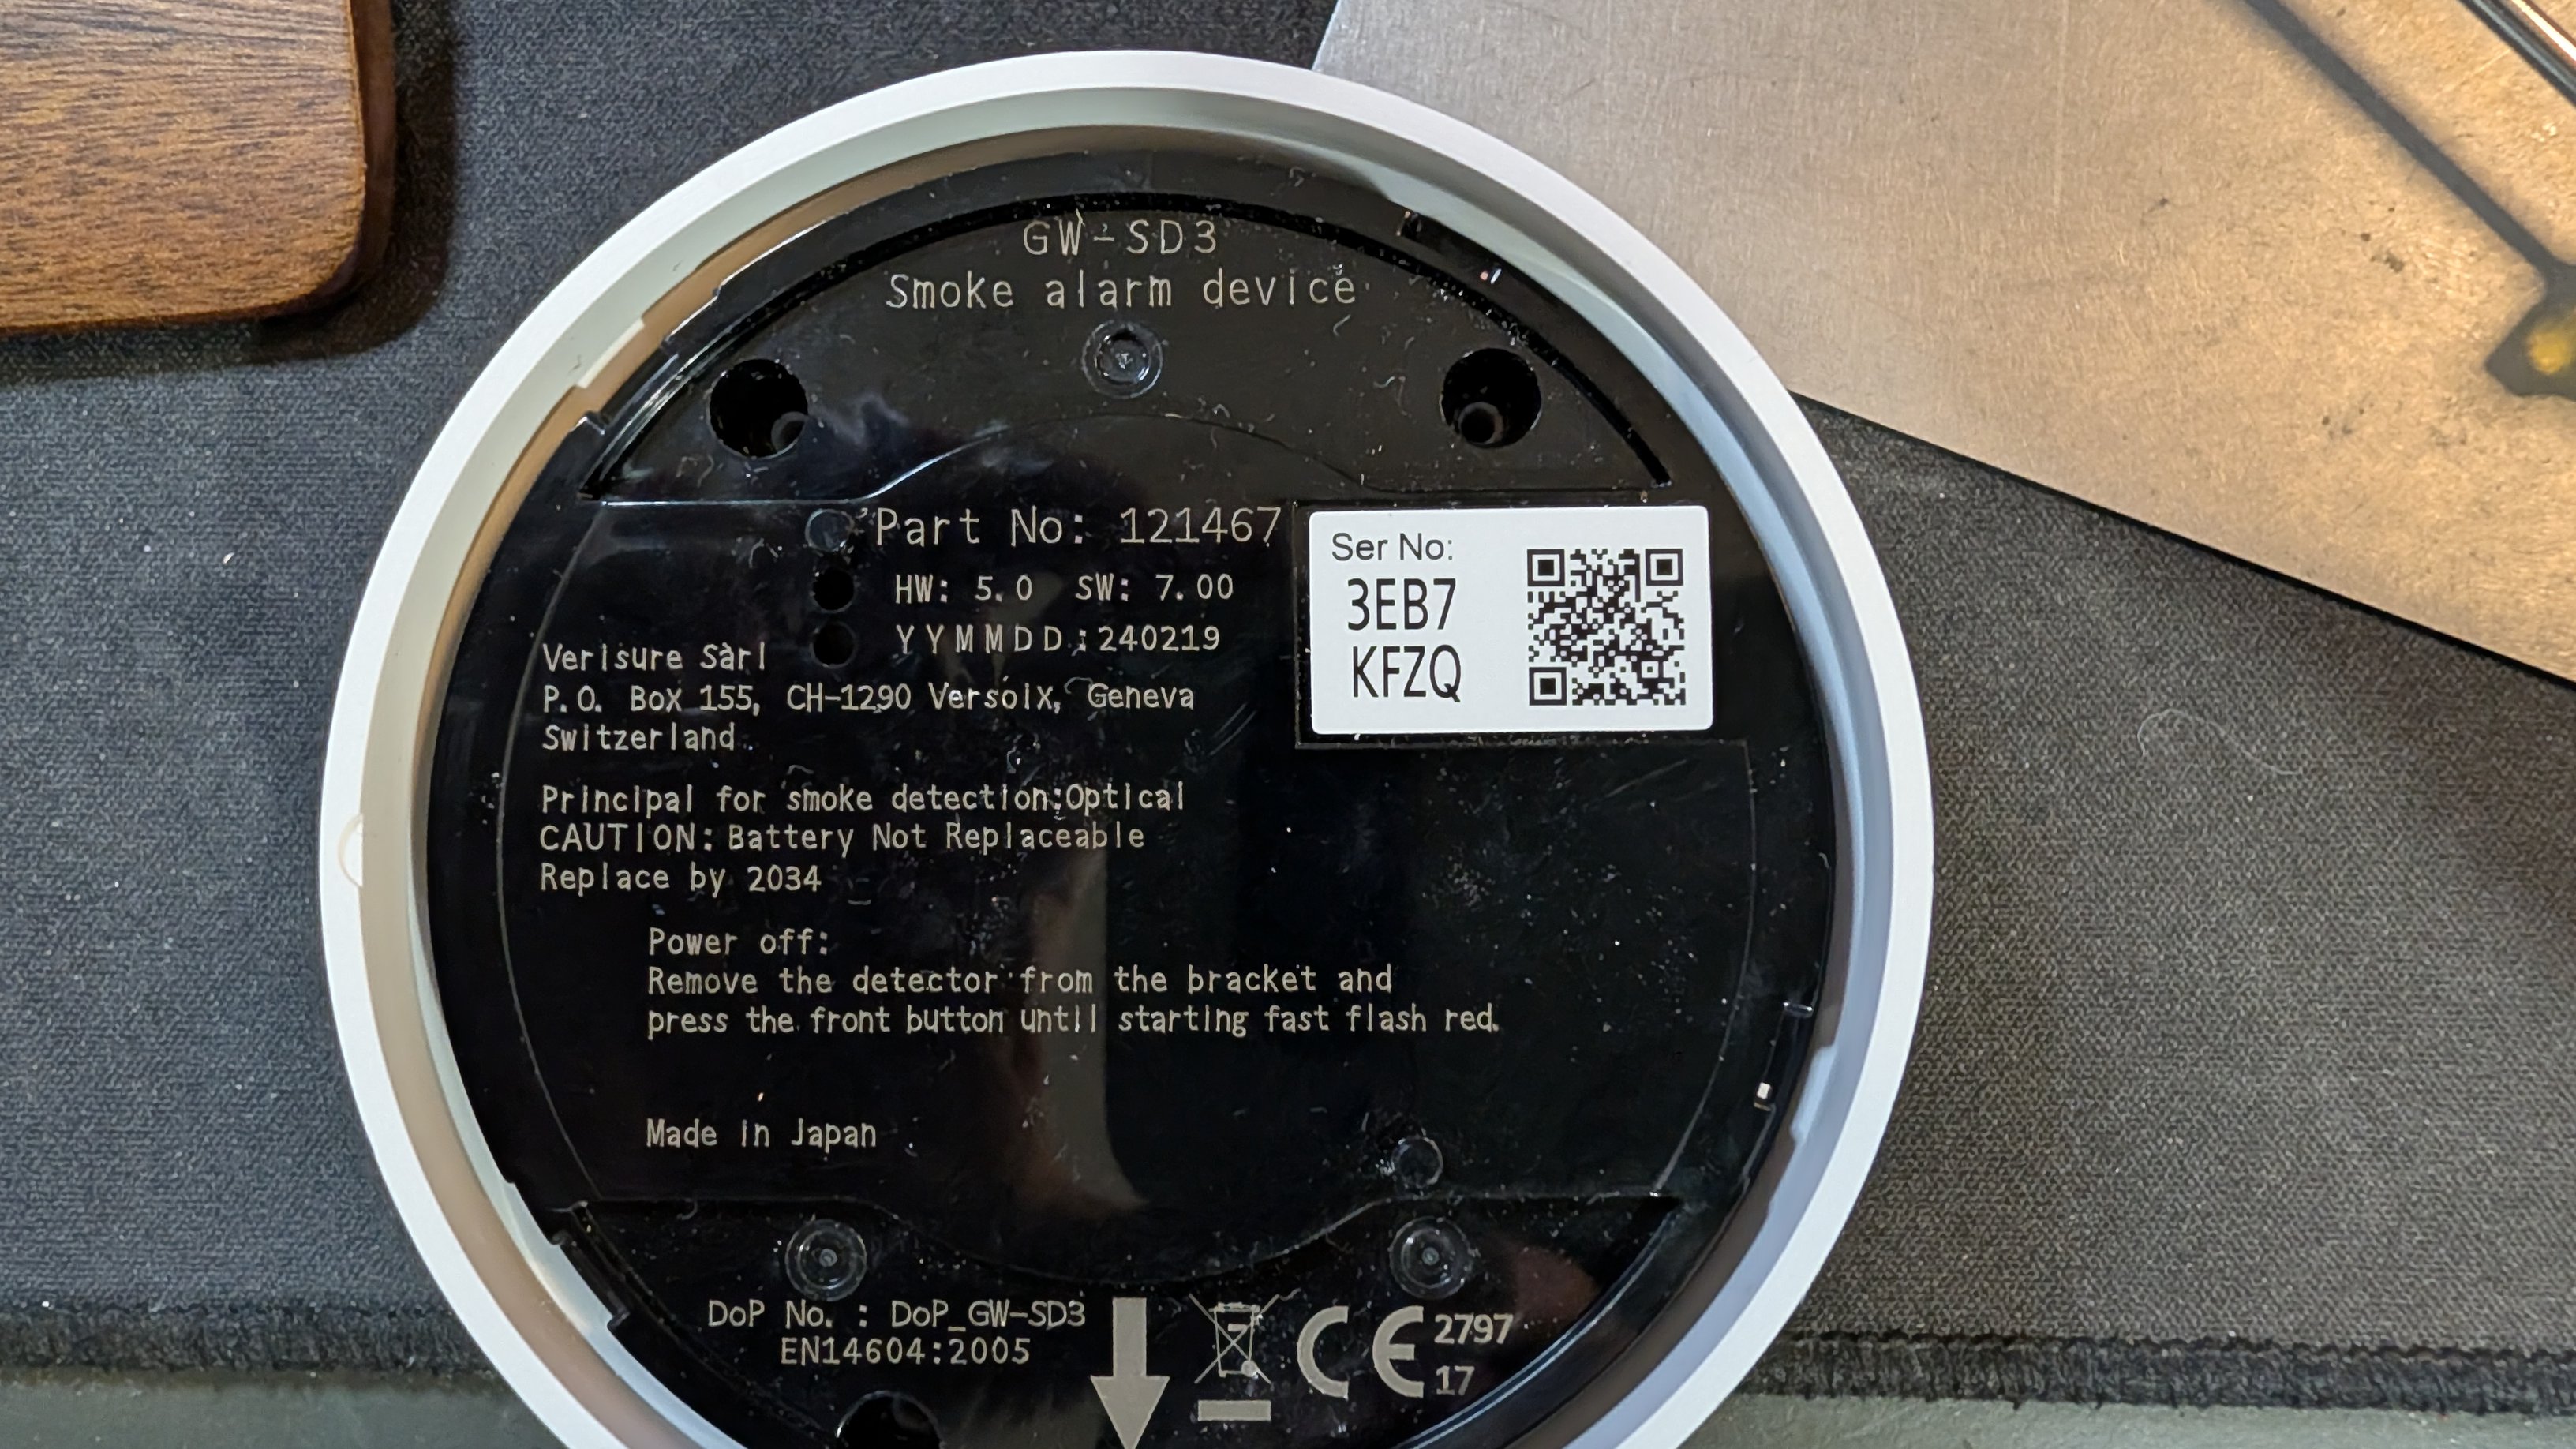 GW-SD3
Smoke alarm device
Part No: 121467
HW: 5.0 SW: 7.00
YYMMDD:240219
Ser No:
3EB7
KFZQ
Verisure Sàrl
P.O. Box 155, CH-1290 Versoix, Geneva
Switzerland
Principal for smoke detection:Optical
CAUTION: Battery Not Replaceable
Replace by 2034
Power off:
Remove the detector from the bracket and
press the front button until starting fast flash red.
Made in Japan
DoP No. : DoP_GW-SD3
EN14604:2005
CE 2797
17